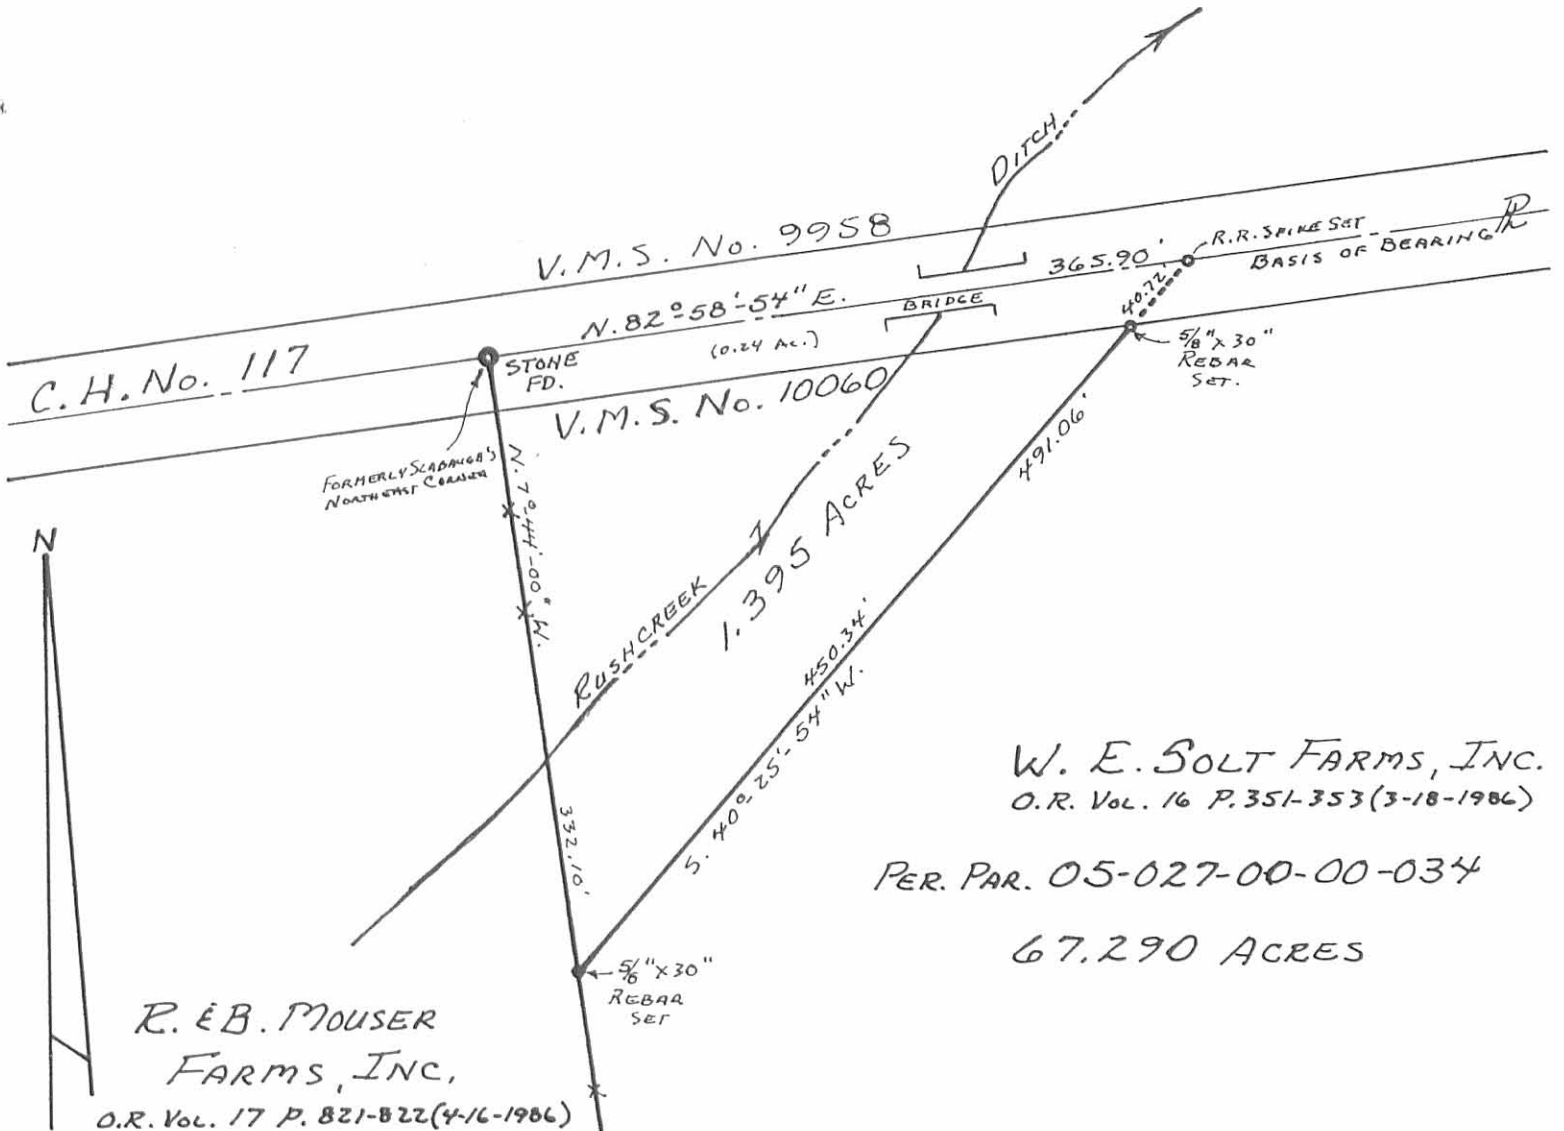 DITCH
V.M.S. No. 9958
R.R. SPIKE SET
BASIS OF BEARING
365.90'
40.72'
N. 82°-58'-54" E.
BRIDGE
(0.24 Ac.)
C.H. No. 117
STONE
FD.
V.M.S. No. 10060
5/8" x 30"
REBAR
SET.
FORMERLY SLABAUGH'S
NORTHEAST CORNER
N. 7°-44'-00" W.
491.06'
1.395 ACRES
N
RUSHCREEK
450.34'
S. 40°-25'-54" W.
332.10'
W. E. SOLT FARMS, INC.
O.R. VOL. 16 P. 351-353 (3-18-1986)
PER. PAR. 05-027-00-00-034
67.290 ACRES
5/8" x 30"
REBAR
SET
R. & B. MOUSER
FARMS, INC.
O.R. VOL. 17 P. 821-822 (4-16-1986)